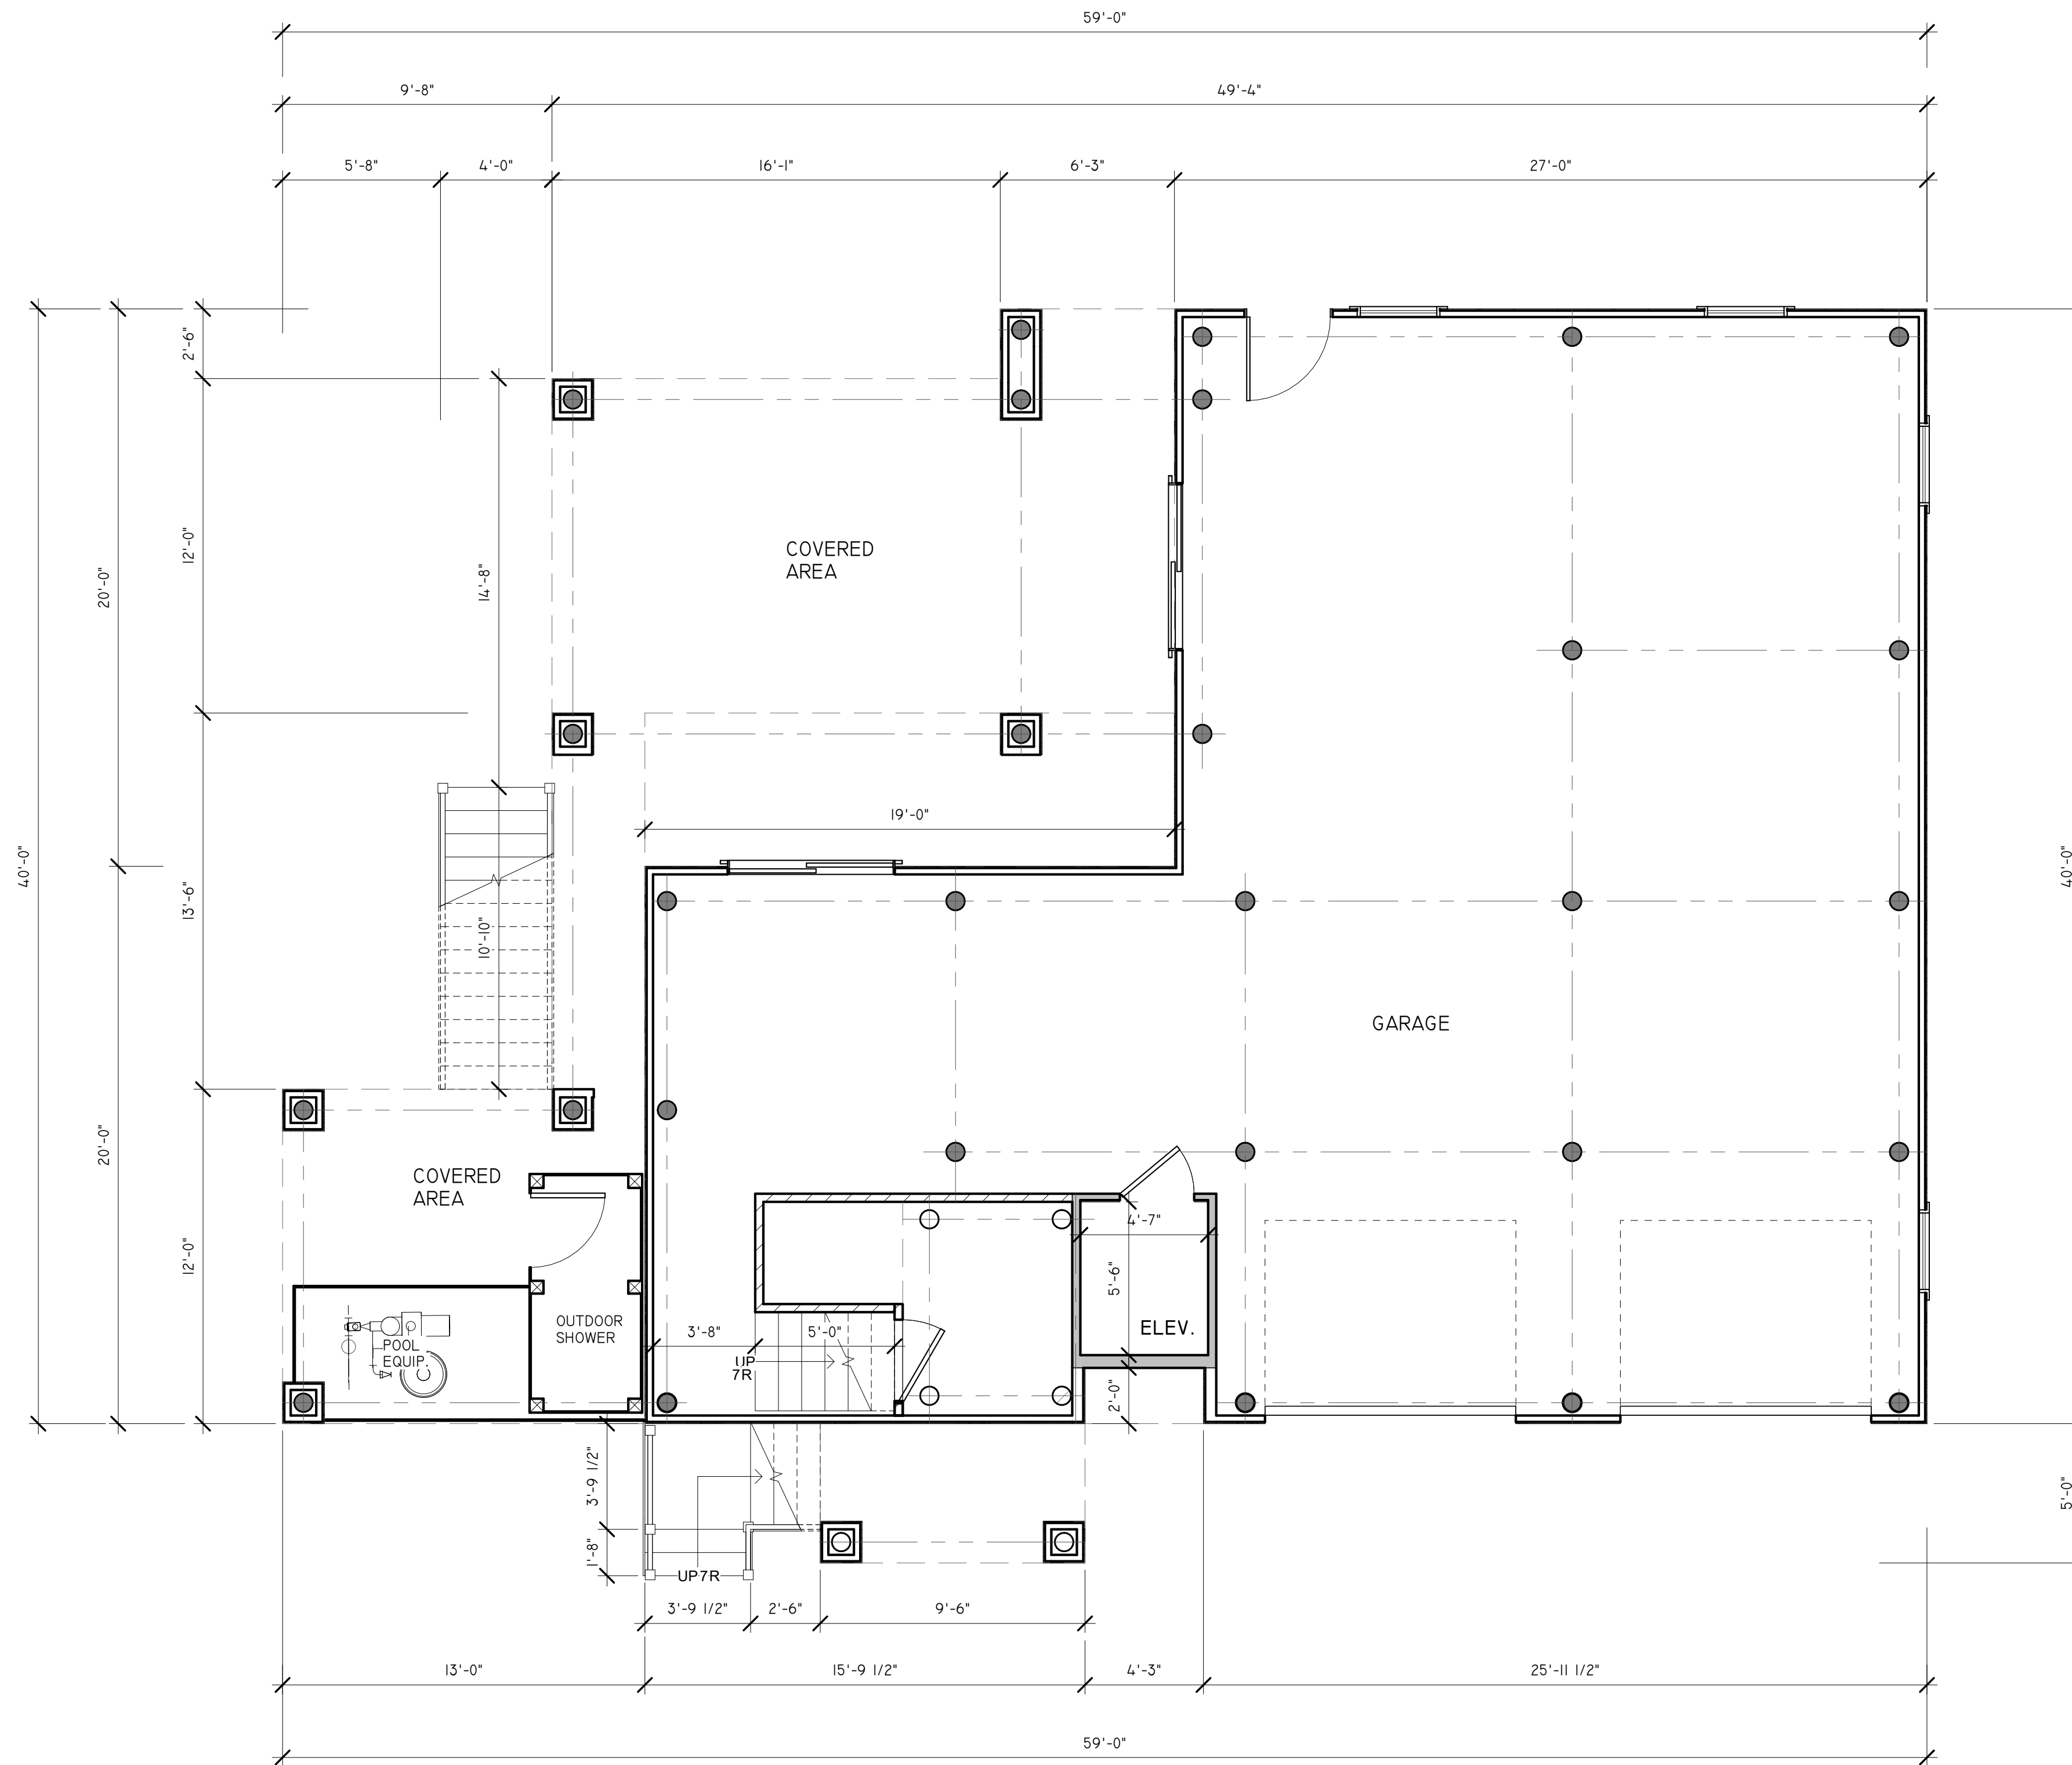 59'-0"
9'-8"
49'-4"
5'-8"
4'-0"
16'-1"
6'-3"
27'-0"
2'-6"
12'-0"
20'-0"
14'-8"
COVERED
AREA
19'-0"
40'-0"
40'-0"
13'-6"
10'-10"
GARAGE
20'-0"
COVERED
AREA
12'-0"
4'-7"
5'-6"
OUTDOOR
SHOWER
ELEV.
3'-8"
5'-0"
POOL
EQUIP.
UP
7R
2'-0"
3'-9 1/2"
5'-0"
1'-8"
UP7R
3'-9 1/2"
2'-6"
9'-6"
13'-0"
15'-9 1/2"
4'-3"
25'-11 1/2"
59'-0"